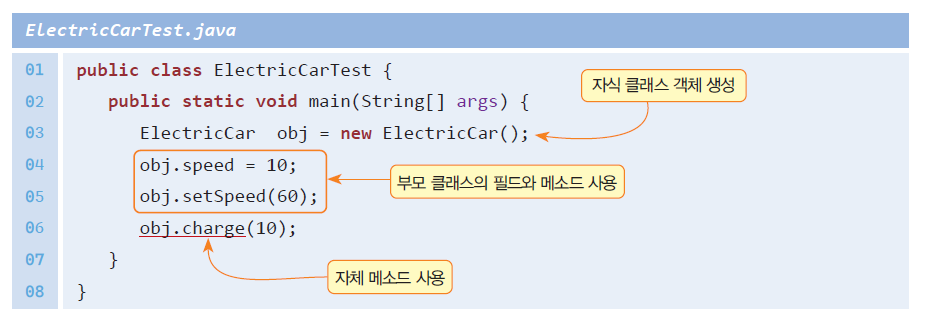 ElectricCarTest.java
01 public class ElectricCarTest {
02 public static void main(String[] args) {
자식 클래스 객체 생성
03 ElectricCar obj = new ElectricCar();
04 obj.speed = 10;
부모 클래스의 필드와 메소드 사용
05 obj.setSpeed(60);
06 obj.charge(10);
07 }
자체 메소드 사용
08 }